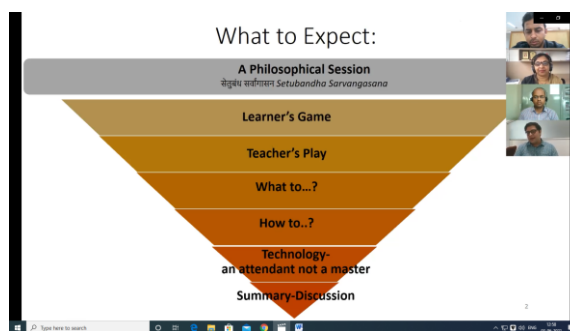 What to Expect:
A Philosophical Session
सेतुबंध सर्वांगासन Setubandha Sarvangasana
Learner's Game
Teacher's Play
What to...?
How to..?
Technology-
an attendant not a master
Summary-Discussion
2
Type here to search
ENG